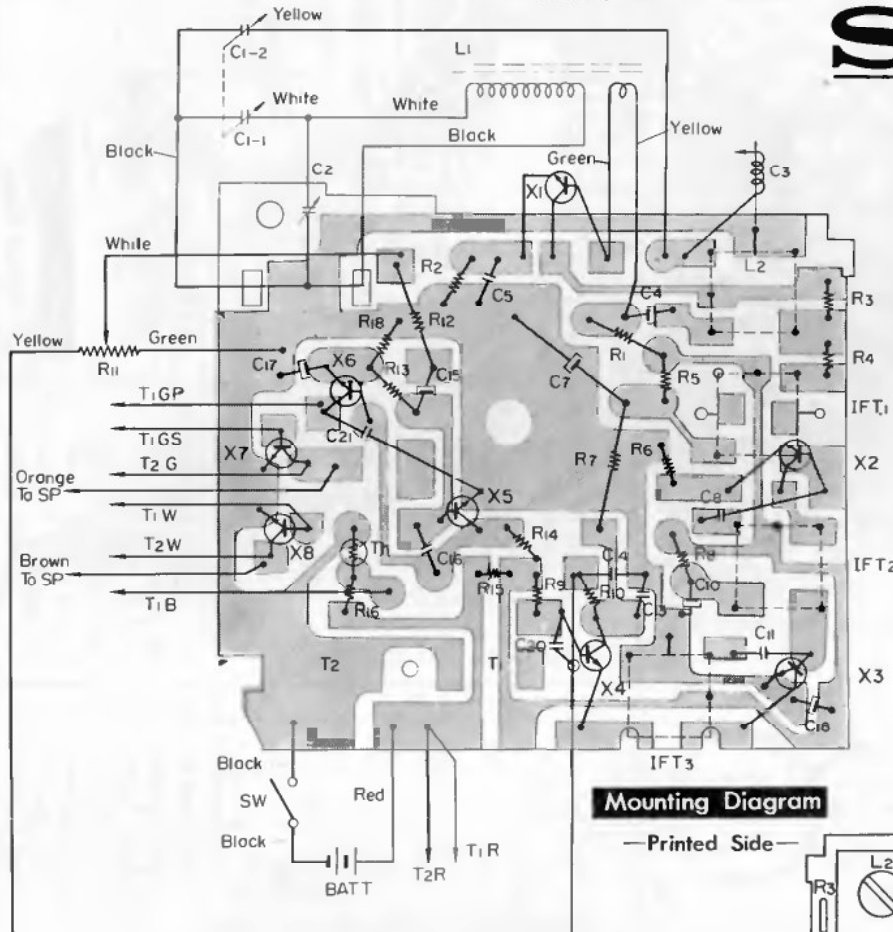 Yellow
C1-2
L1
White
White
C1-1
Black
Black
Yellow
Green
C2
C3
X1
White
R2
L2
C5
C4
R3
R18
R12
R1
Yellow
Green
R11
C17
X6
R13
C15
C7
R5
R4
T1GP
IFT1
C21
T1GS
X7
R6
X2
T2G
R7
Orange
To SP
X5
C8
T1W
R14
X8
Th
R8
T2W
C16
C14
IFT2
Brown
To SP
R15
R9
C10
R10
C13
T1B
R16
C20
C11
T2
T1
X4
X3
C18
IFT3
Black
SW
Red
Mounting Diagram
Black
—Printed Side—
T1R
BATT
T2R
L2
R3